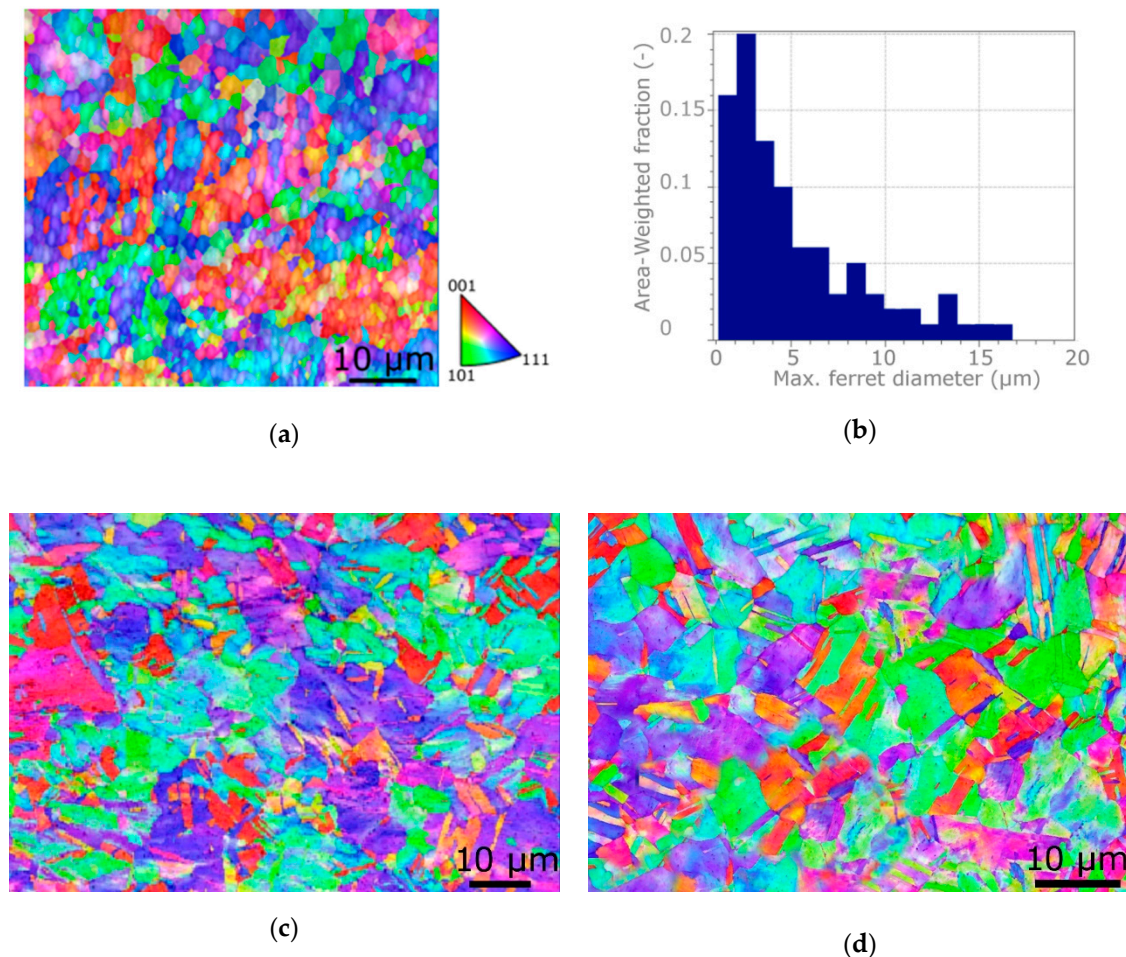 001
111
101
10 μm
(a)
Area-Weighted fraction (-)
0.2
0.15
0.1
0.05
0
0
5
10
15
20
Max. ferret diameter (μm)
(b)
10 μm
(c)
10 μm
(d)